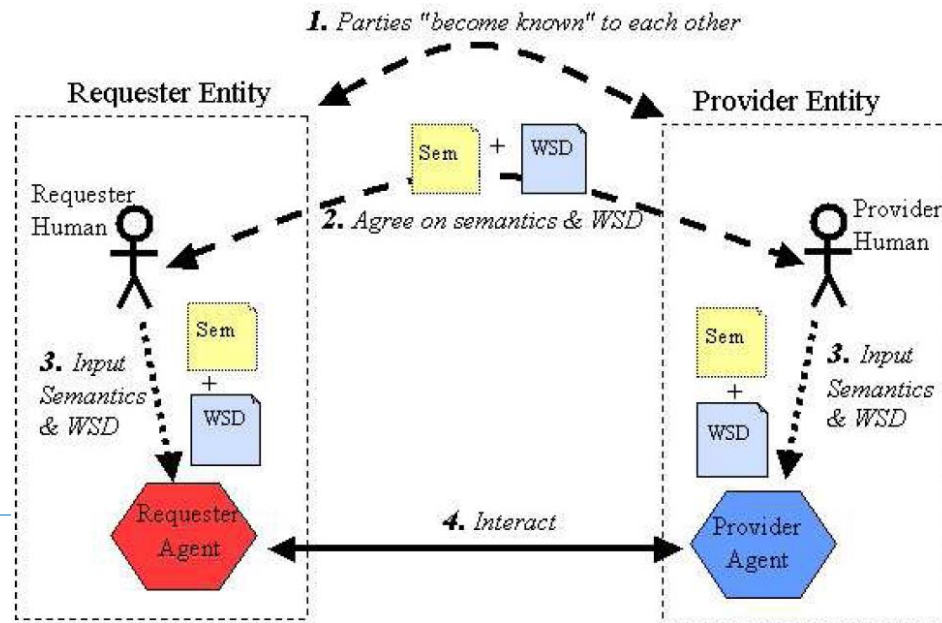 1. Parties "become known" to each other
Requester Entity
Provider Entity
Sem
+
WSD
Requester
Human
Provider
Human
2. Agree on semantics & WSD
Sem
+
WSD
3. Input
Semantics
& WSD
Sem
+
WSD
3. Input
Semantics
& WSD
Requester
Agent
4. Interact
Provider
Agent